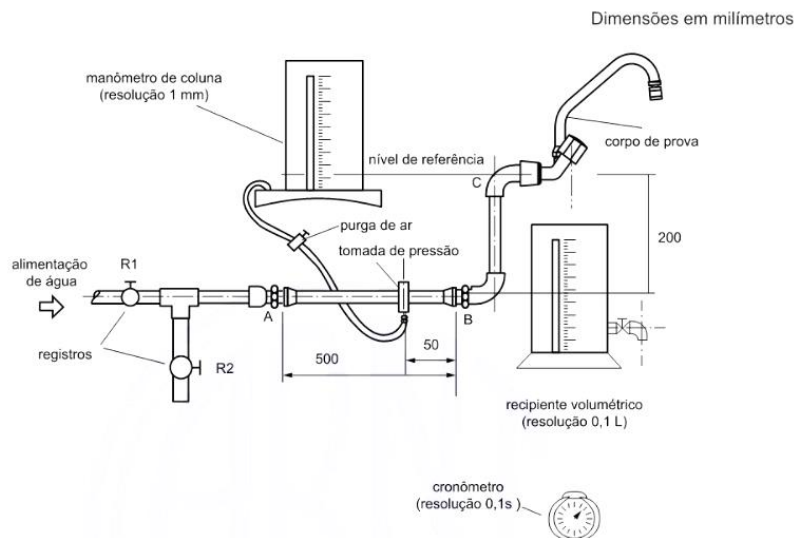 Dimensões em milímetros
manômetro de coluna
(resolução 1 mm)
nível de referência
corpo de prova
C
purga de ar
tomada de pressão
200
alimentação
de água
R1
A
B
registros
50
500
R2
recipiente volumétrico
(resolução 0,1 L)
cronômetro
(resolução 0,1s )